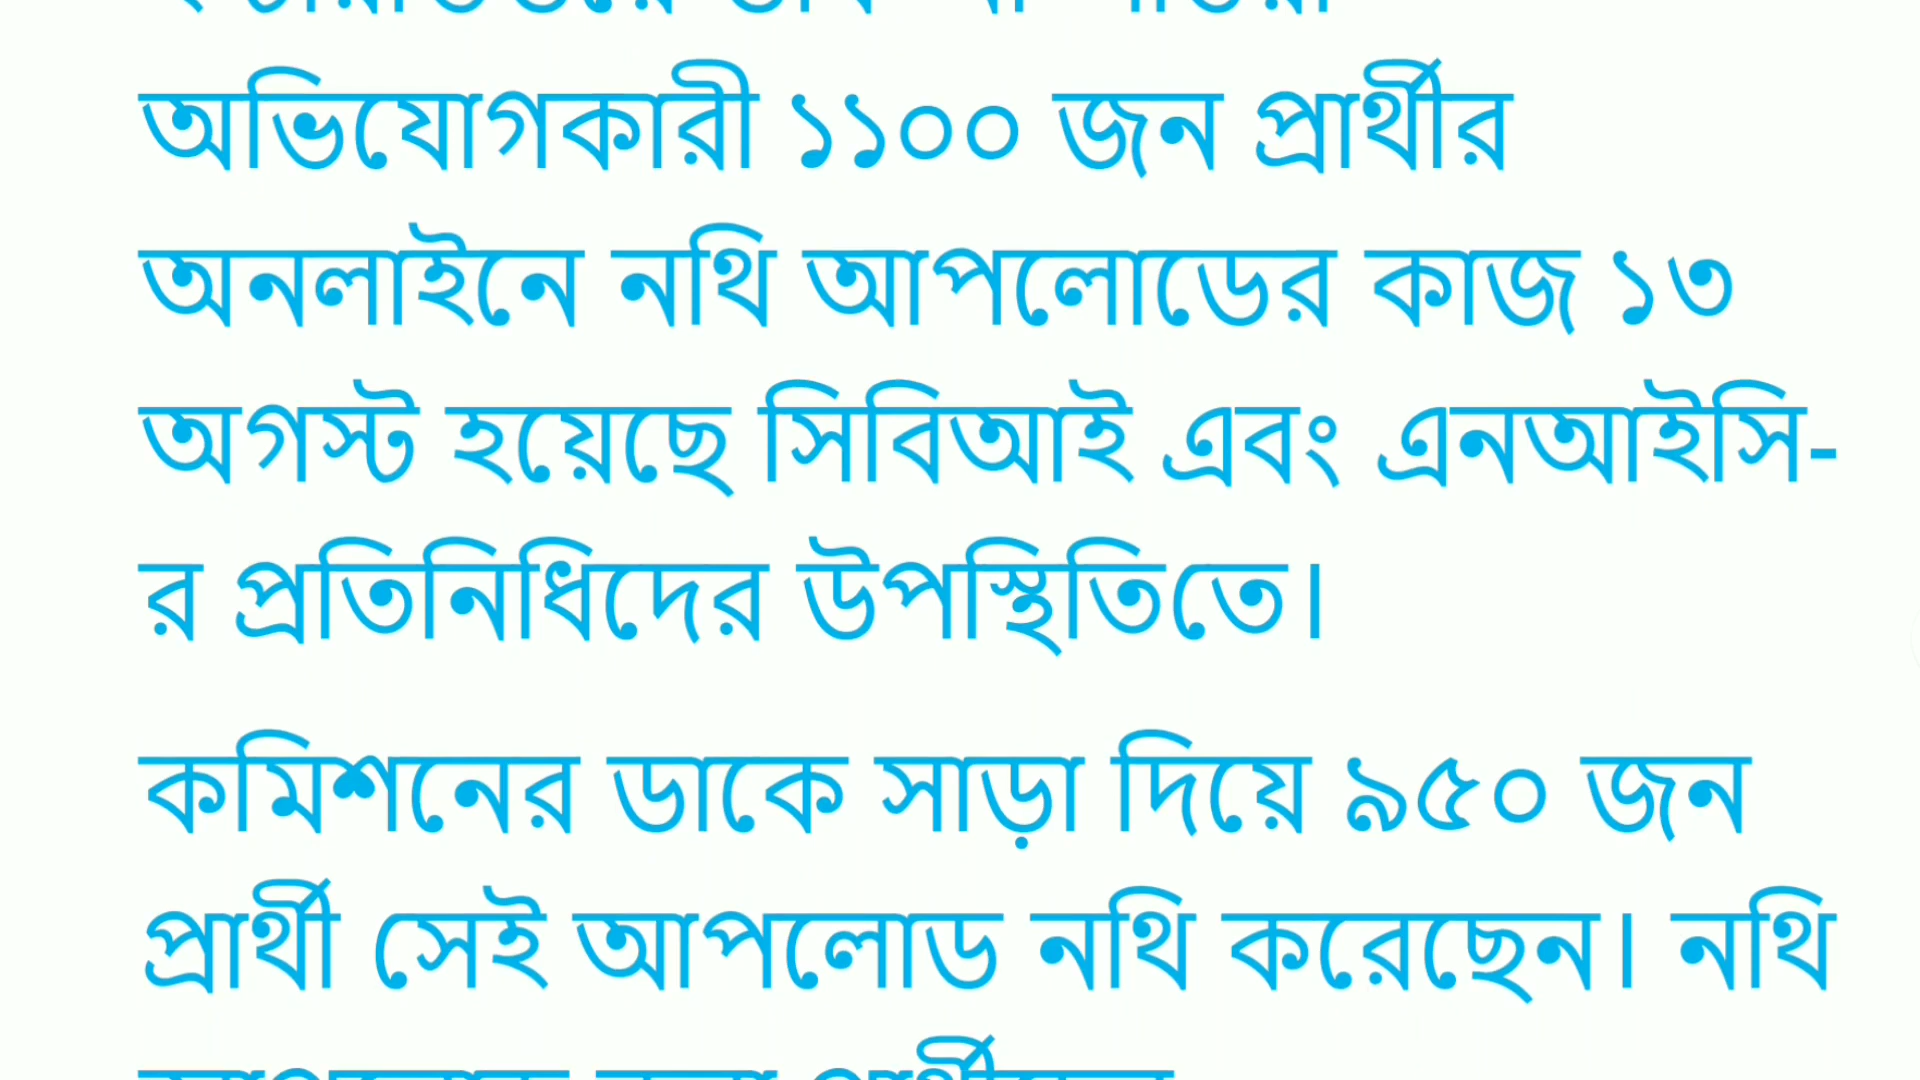 অভিযোগকারী ১১০০ জন প্রার্থীর
অনলাইনে নথি আপলোডের কাজ ১৩
অগস্ট হয়েছে সিবিআই এবং এনআইসি-
র প্রতিনিধিদের উপস্থিতিতে।
কমিশনের ডাকে সাড়া দিয়ে ৯৫০ জন
প্রার্থী সেই আপলোড নথি করেছেন। নথি